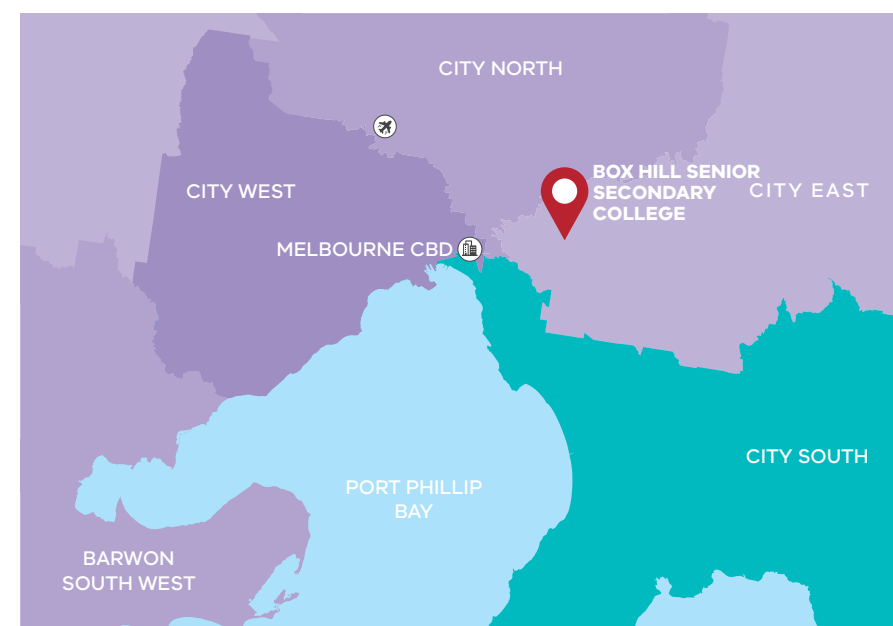 CITY NORTH
BOX HILL SENIOR
SECONDARY
COLLEGE
CITY EAST
CITY WEST
MELBOURNE CBD
CITY SOUTH
PORT PHILLIP
BAY
BARWON
SOUTH WEST